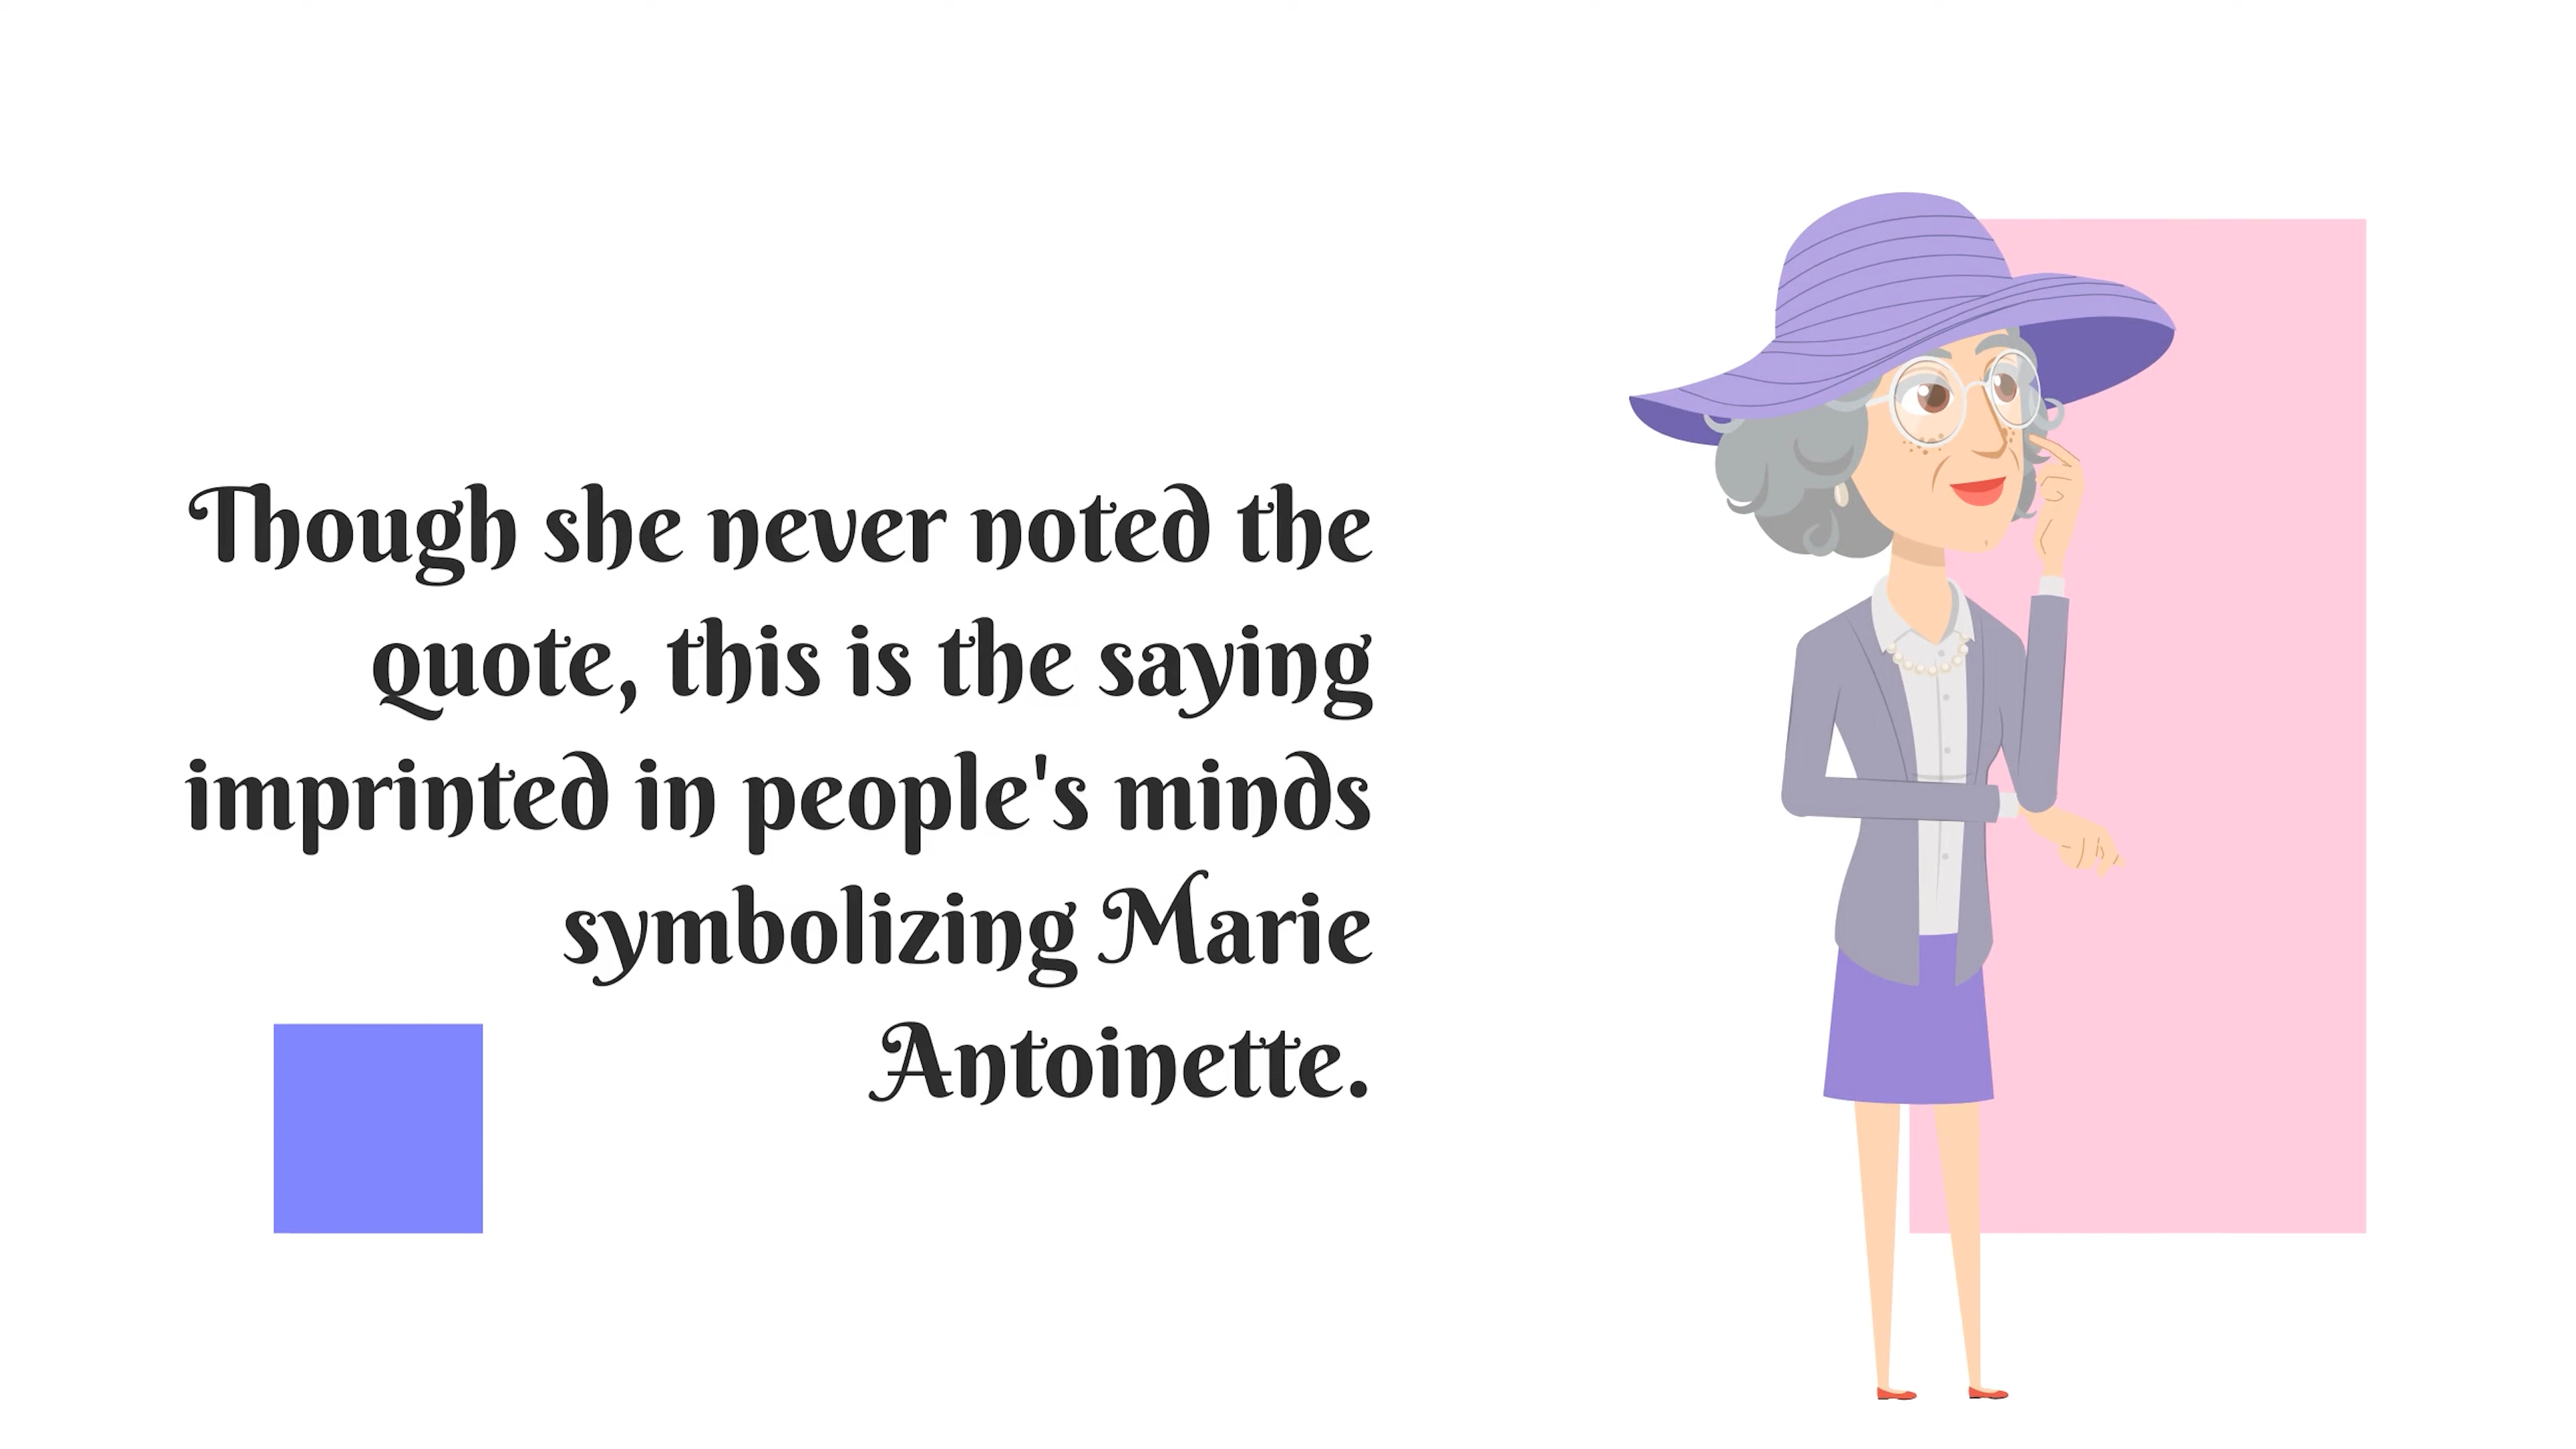 Though she never noted the
quote, this is the saying
imprinted in people's minds
symbolizing Marie
Antoinette.